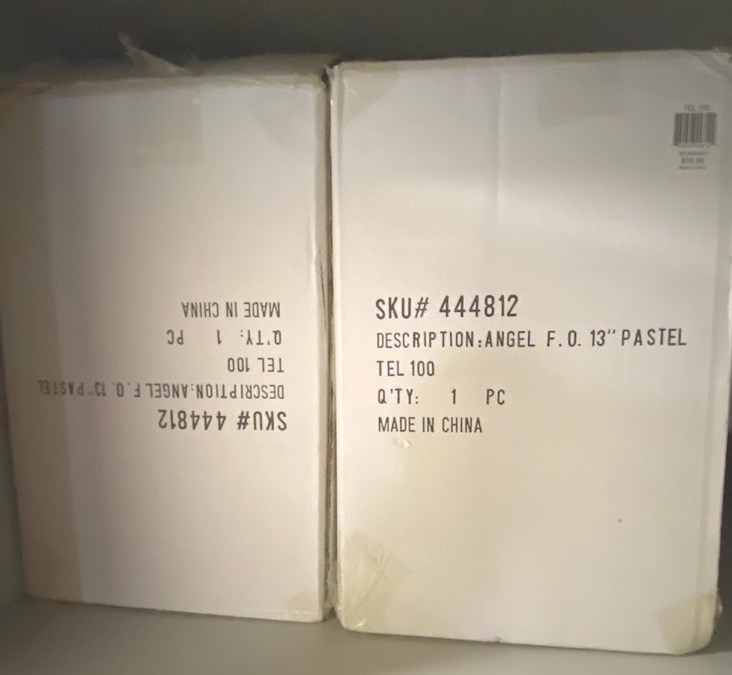 MADE IN CHINA
Q'TY: 1 PC
TEL 100
DESCRIPTION:ANGEL F.O. 13" PASTEL
SKU# 444812
TEL 100
SKU# 444812
DESCRIPTION:ANGEL F.O. 13" PASTEL
TEL 100
Q'TY: 1 PC
MADE IN CHINA